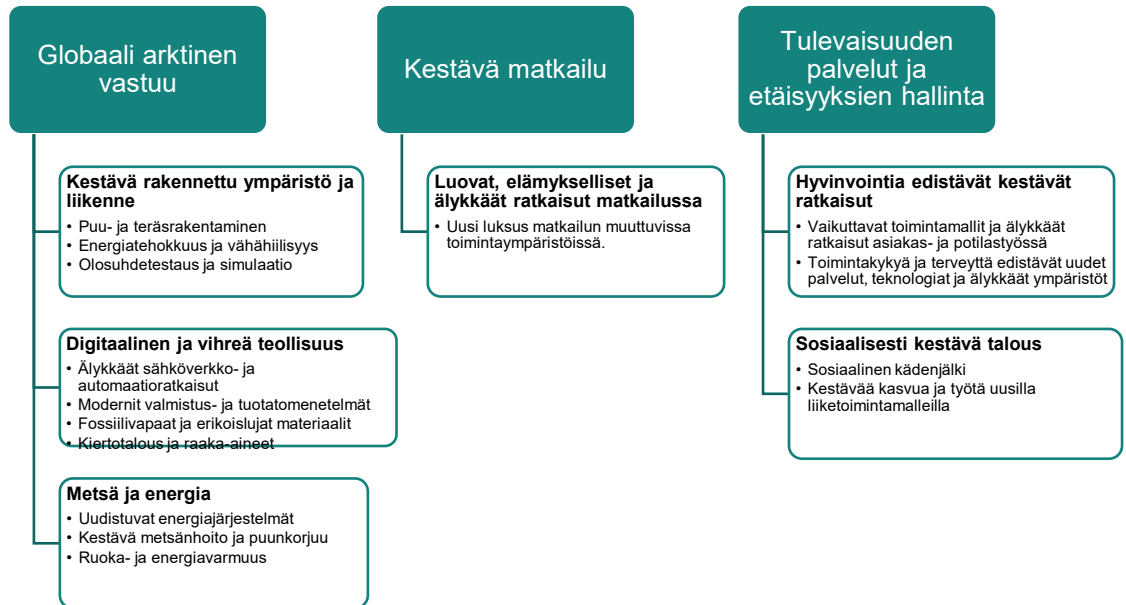 Globaali arktinen
vastuu
Kestävä rakennettu ympäristö ja
liikenne
• Puu- ja teräsrakentaminen
• Energiatehokkuus ja vähähiilisyys
• Olosuhdetestaus ja simulaatio
Digitaalinen ja vihreä teollisuus
• Älykkäät sähköverkko- ja
automaatioratkaisut
• Modernit valmistus- ja tuotatomenetelmät
• Fossiilivapaat ja erikoislujat materiaalit
• Kiertotalous ja raaka-aineet
Metsä ja energia
• Uudistuvat energiajärjestelmät
• Kestävä metsänhoito ja puunkorjuu
• Ruoka- ja energiavarmuus
Kestävä matkailu
Luovat, elämykselliset ja
älykkäät ratkaisut matkailussa
• Uusi luksus matkailun muuttuvissa
toimintaympäristöissä.
Tulevaisuuden
palvelut ja
etäisyyksien hallinta
Hyvinvointia edistävät kestävät
ratkaisut
• Vaikuttavat toimintamallit ja älykkäät
ratkaisut asiakas- ja potilastyössä
• Toimintakykyä ja terveyttä edistävät uudet
palvelut, teknologiat ja älykkäät ympäristöt
Sosiaalisesti kestävä talous
• Sosiaalinen kädenjälki
• Kestävää kasvua ja työtä uusilla
liiketoimintamalleilla